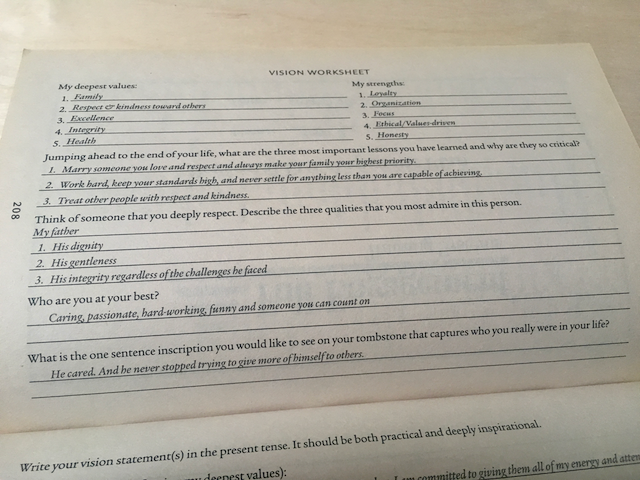 VISION WORKSHEET
My deepest values:
1. Family
2. Respect & kindness toward others
3. Excellence
4. Integrity
5. Health
My strengths:
1. Loyalty
2. Organization
3. Focus
4. Ethical/Values-driven
5. Honesty
Jumping ahead to the end of your life, what are the three most important lessons you have learned and why are they so critical?
1. Marry someone you love and respect and always make your family your highest priority.
2. Work hard, keep your standards high, and never settle for anything less than you are capable of achieving.
3. Treat other people with respect and kindness.
208
Think of someone that you deeply respect. Describe the three qualities that you most admire in this person.
My father
1. His dignity
2. His gentleness
3. His integrity regardless of the challenges he faced
Who are you at your best?
Caring, passionate, hard-working, funny and someone you can count on
What is the one sentence inscription you would like to see on your tombstone that captures who you really were in your life?
He cared. And he never stopped trying to give more of himself to others.
Write your vision statement(s) in the present tense. It should be both practical and deeply inspirational.
my deepest values): I am committed to giving them all of my energy and